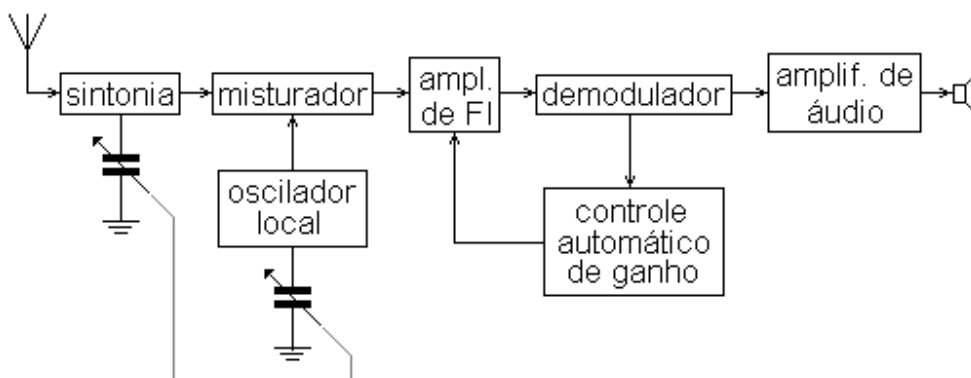 sintonia
misturador
ampl.
de FI
demodulador
amplif. de
áudio
oscilador
local
controle
automático
de ganho